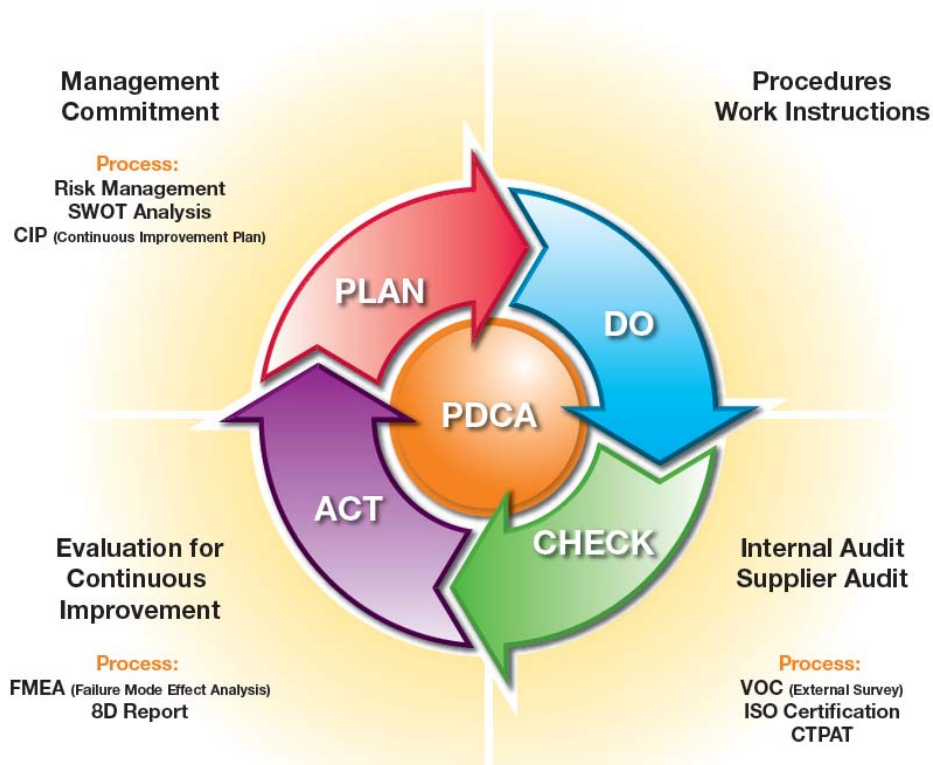 Management
Commitment
Process:
Risk Management
SWOT Analysis
CIP (Continuous Improvement Plan)
Procedures
Work Instructions
PLAN
DO
PDCA
ACT
CHECK
Evaluation for
Continuous
Improvement
Process:
FMEA (Failure Mode Effect Analysis)
8D Report
Internal Audit
Supplier Audit
Process:
VOC (External Survey)
ISO Certification
CTPAT